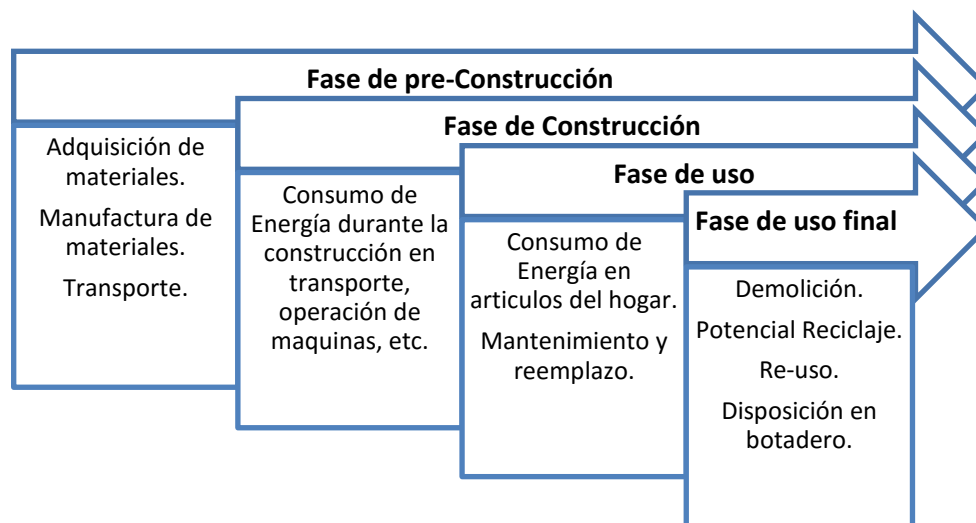 Fase de pre-Construcción
Adquisición de
materiales.
Manufactura de
materiales.
Transporte.
Fase de Construcción
Consumo de
Energía durante la
construcción en
transporte,
operación de
maquinas, etc.
Fase de uso
Consumo de
Energía en
articulos del hogar.
Mantenimiento y
reemplazo.
Fase de uso final
Demolición.
Potencial Reciclaje.
Re-uso.
Disposición en
botadero.